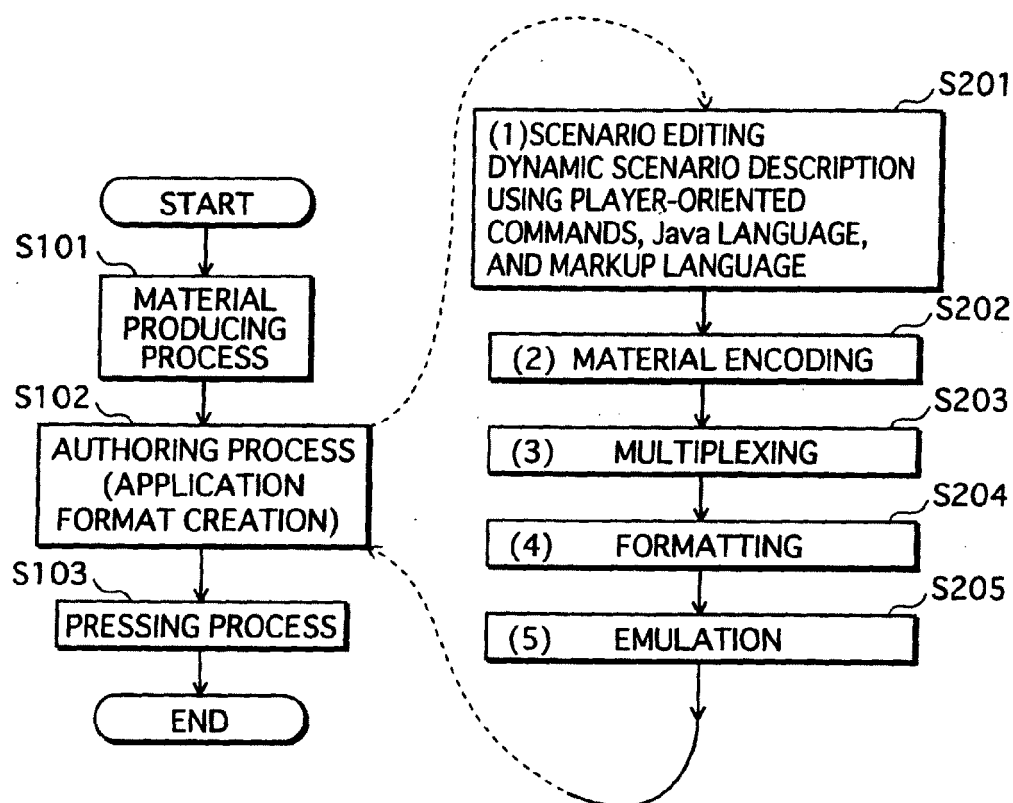 START
S101
MATERIAL
PRODUCING
PROCESS
S102
AUTHORING PROCESS
(APPLICATION
FORMAT CREATION)
S103
PRESSING PROCESS
END
S201
(1)SCENARIO EDITING
DYNAMIC SCENARIO DESCRIPTION
USING PLAYER-ORIENTED
COMMANDS, Java LANGUAGE,
AND MARKUP LANGUAGE
S202
(2) MATERIAL ENCODING
S203
(3) MULTIPLEXING
S204
(4) FORMATTING
S205
(5) EMULATION